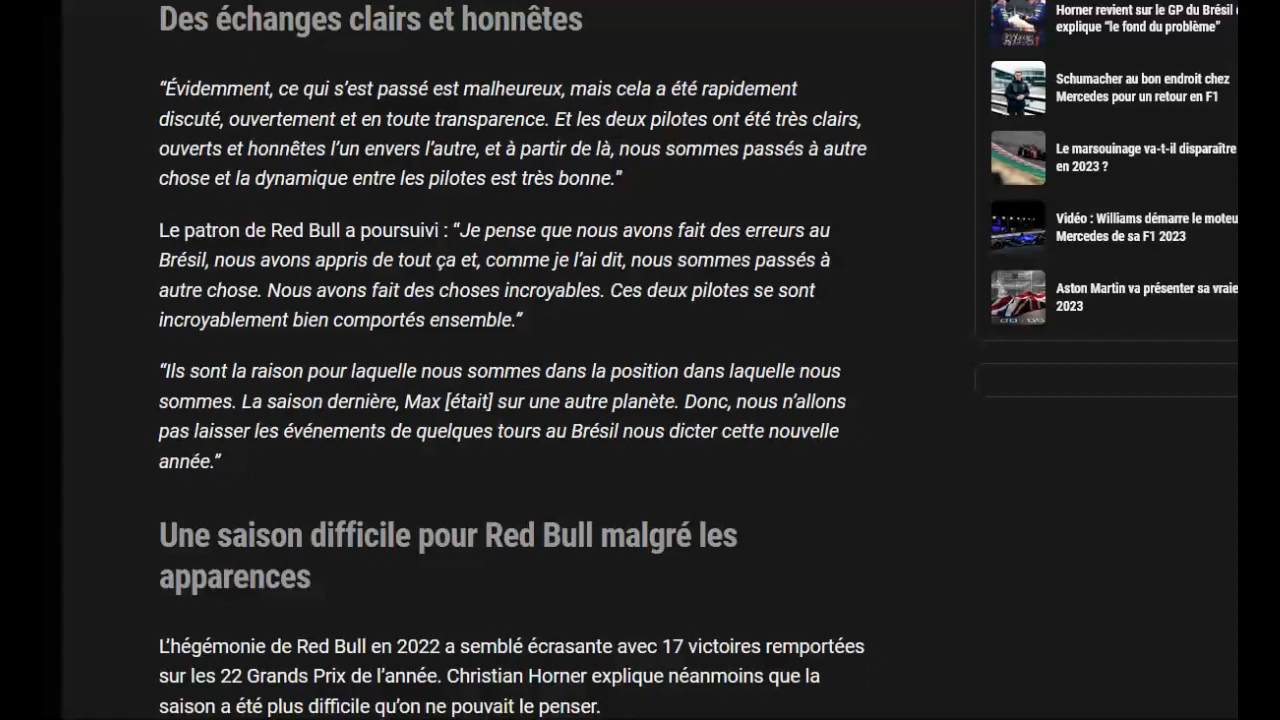 Des échanges clairs et honnêtes
“Évidemment, ce qui s’est passé est malheureux, mais cela a été rapidement
discuté, ouvertement et en toute transparence. Et les deux pilotes ont été très clairs,
ouverts et honnêtes l’un envers l’autre, et à partir de là, nous sommes passés à autre
chose et la dynamique entre les pilotes est très bonne.”
Le patron de Red Bull a poursuivi : “Je pense que nous avons fait des erreurs au
Brésil, nous avons appris de tout ça et, comme je l’ai dit, nous sommes passés à
autre chose. Nous avons fait des choses incroyables. Ces deux pilotes se sont
incroyablement bien comportés ensemble.”
“Ils sont la raison pour laquelle nous sommes dans la position dans laquelle nous
sommes. La saison dernière, Max [était] sur une autre planète. Donc, nous n’allons
pas laisser les événements de quelques tours au Brésil nous dicter cette nouvelle
année.”
Une saison difficile pour Red Bull malgré les
apparences
L’hégémonie de Red Bull en 2022 a semblé écrasante avec 17 victoires remportées
sur les 22 Grands Prix de l’année. Christian Horner explique néanmoins que la
saison a été plus difficile qu’on ne pouvait le penser.
Horner revient sur le GP du Brésil
explique “le fond du problème”
Schumacher au bon endroit chez
Mercedes pour un retour en F1
Le marsouinage va-t-il disparaître
en 2023 ?
Vidéo : Williams démarre le moteu
Mercedes de sa F1 2023
Aston Martin va présenter sa vraie
2023